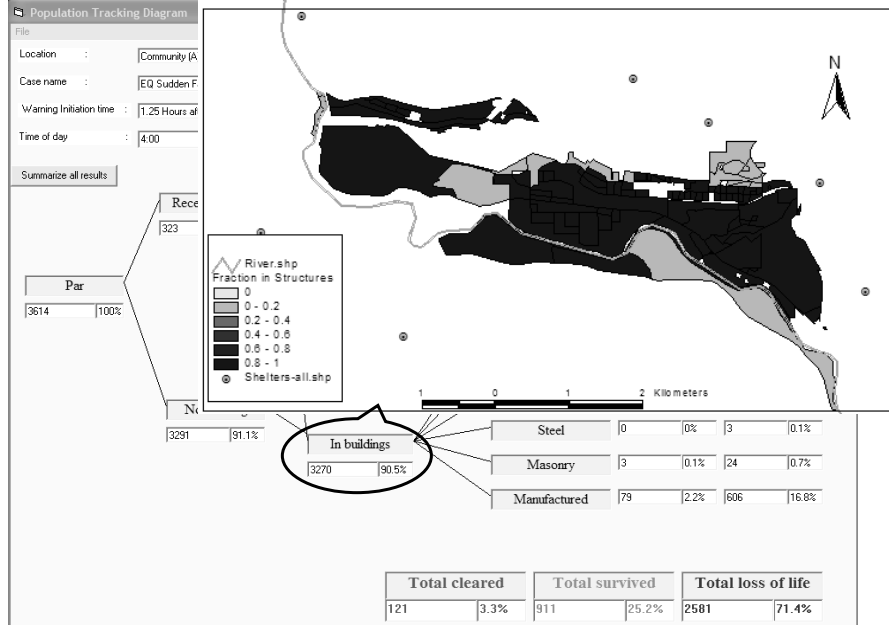 Population Tracking Diagram
File
Location : Community (A
Case name : EQ Sudden F
Warning Initiation time : 1.25 Hours af
Time of day : 4:00
Summarize all results
Rece
323
Par
3614 100%
N
River.shp
Fraction in Structures
0
0 - 0.2
0.2 - 0.4
0.4 - 0.6
0.6 - 0.8
0.8 - 1
Shelters-all.shp
1 0 1 2 Kilometers
3291 91.1%
In buildings
3270 90.5%
Steel 0 0% 3 0.1%
Masonry 3 0.1% 24 0.7%
Manufactured 79 2.2% 606 16.8%
Total cleared Total survived Total loss of life
121 3.3% 911 25.2% 2581 71.4%